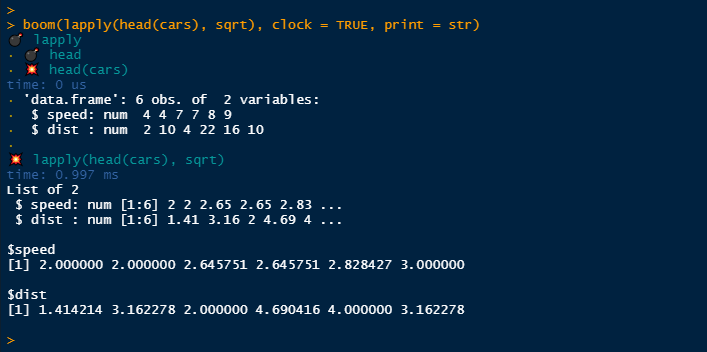 >
> boom(lapply(head(cars), sqrt), clock = TRUE, print = str)
💣 lapply
· 💣 head
· 💥 head(cars)
time: 0 us
· 'data.frame': 6 obs. of  2 variables:
·  $ speed: num  4 4 7 7 8 9
·  $ dist : num  2 10 4 22 16 10
·
💥 lapply(head(cars), sqrt)
time: 0.997 ms
List of 2
 $ speed: num [1:6] 2 2 2.65 2.65 2.83 ...
 $ dist : num [1:6] 1.41 3.16 2 4.69 4 ...
$speed
[1] 2.000000 2.000000 2.645751 2.645751 2.828427 3.000000
$dist
[1] 1.414214 3.162278 2.000000 4.690416 4.000000 3.162278
>